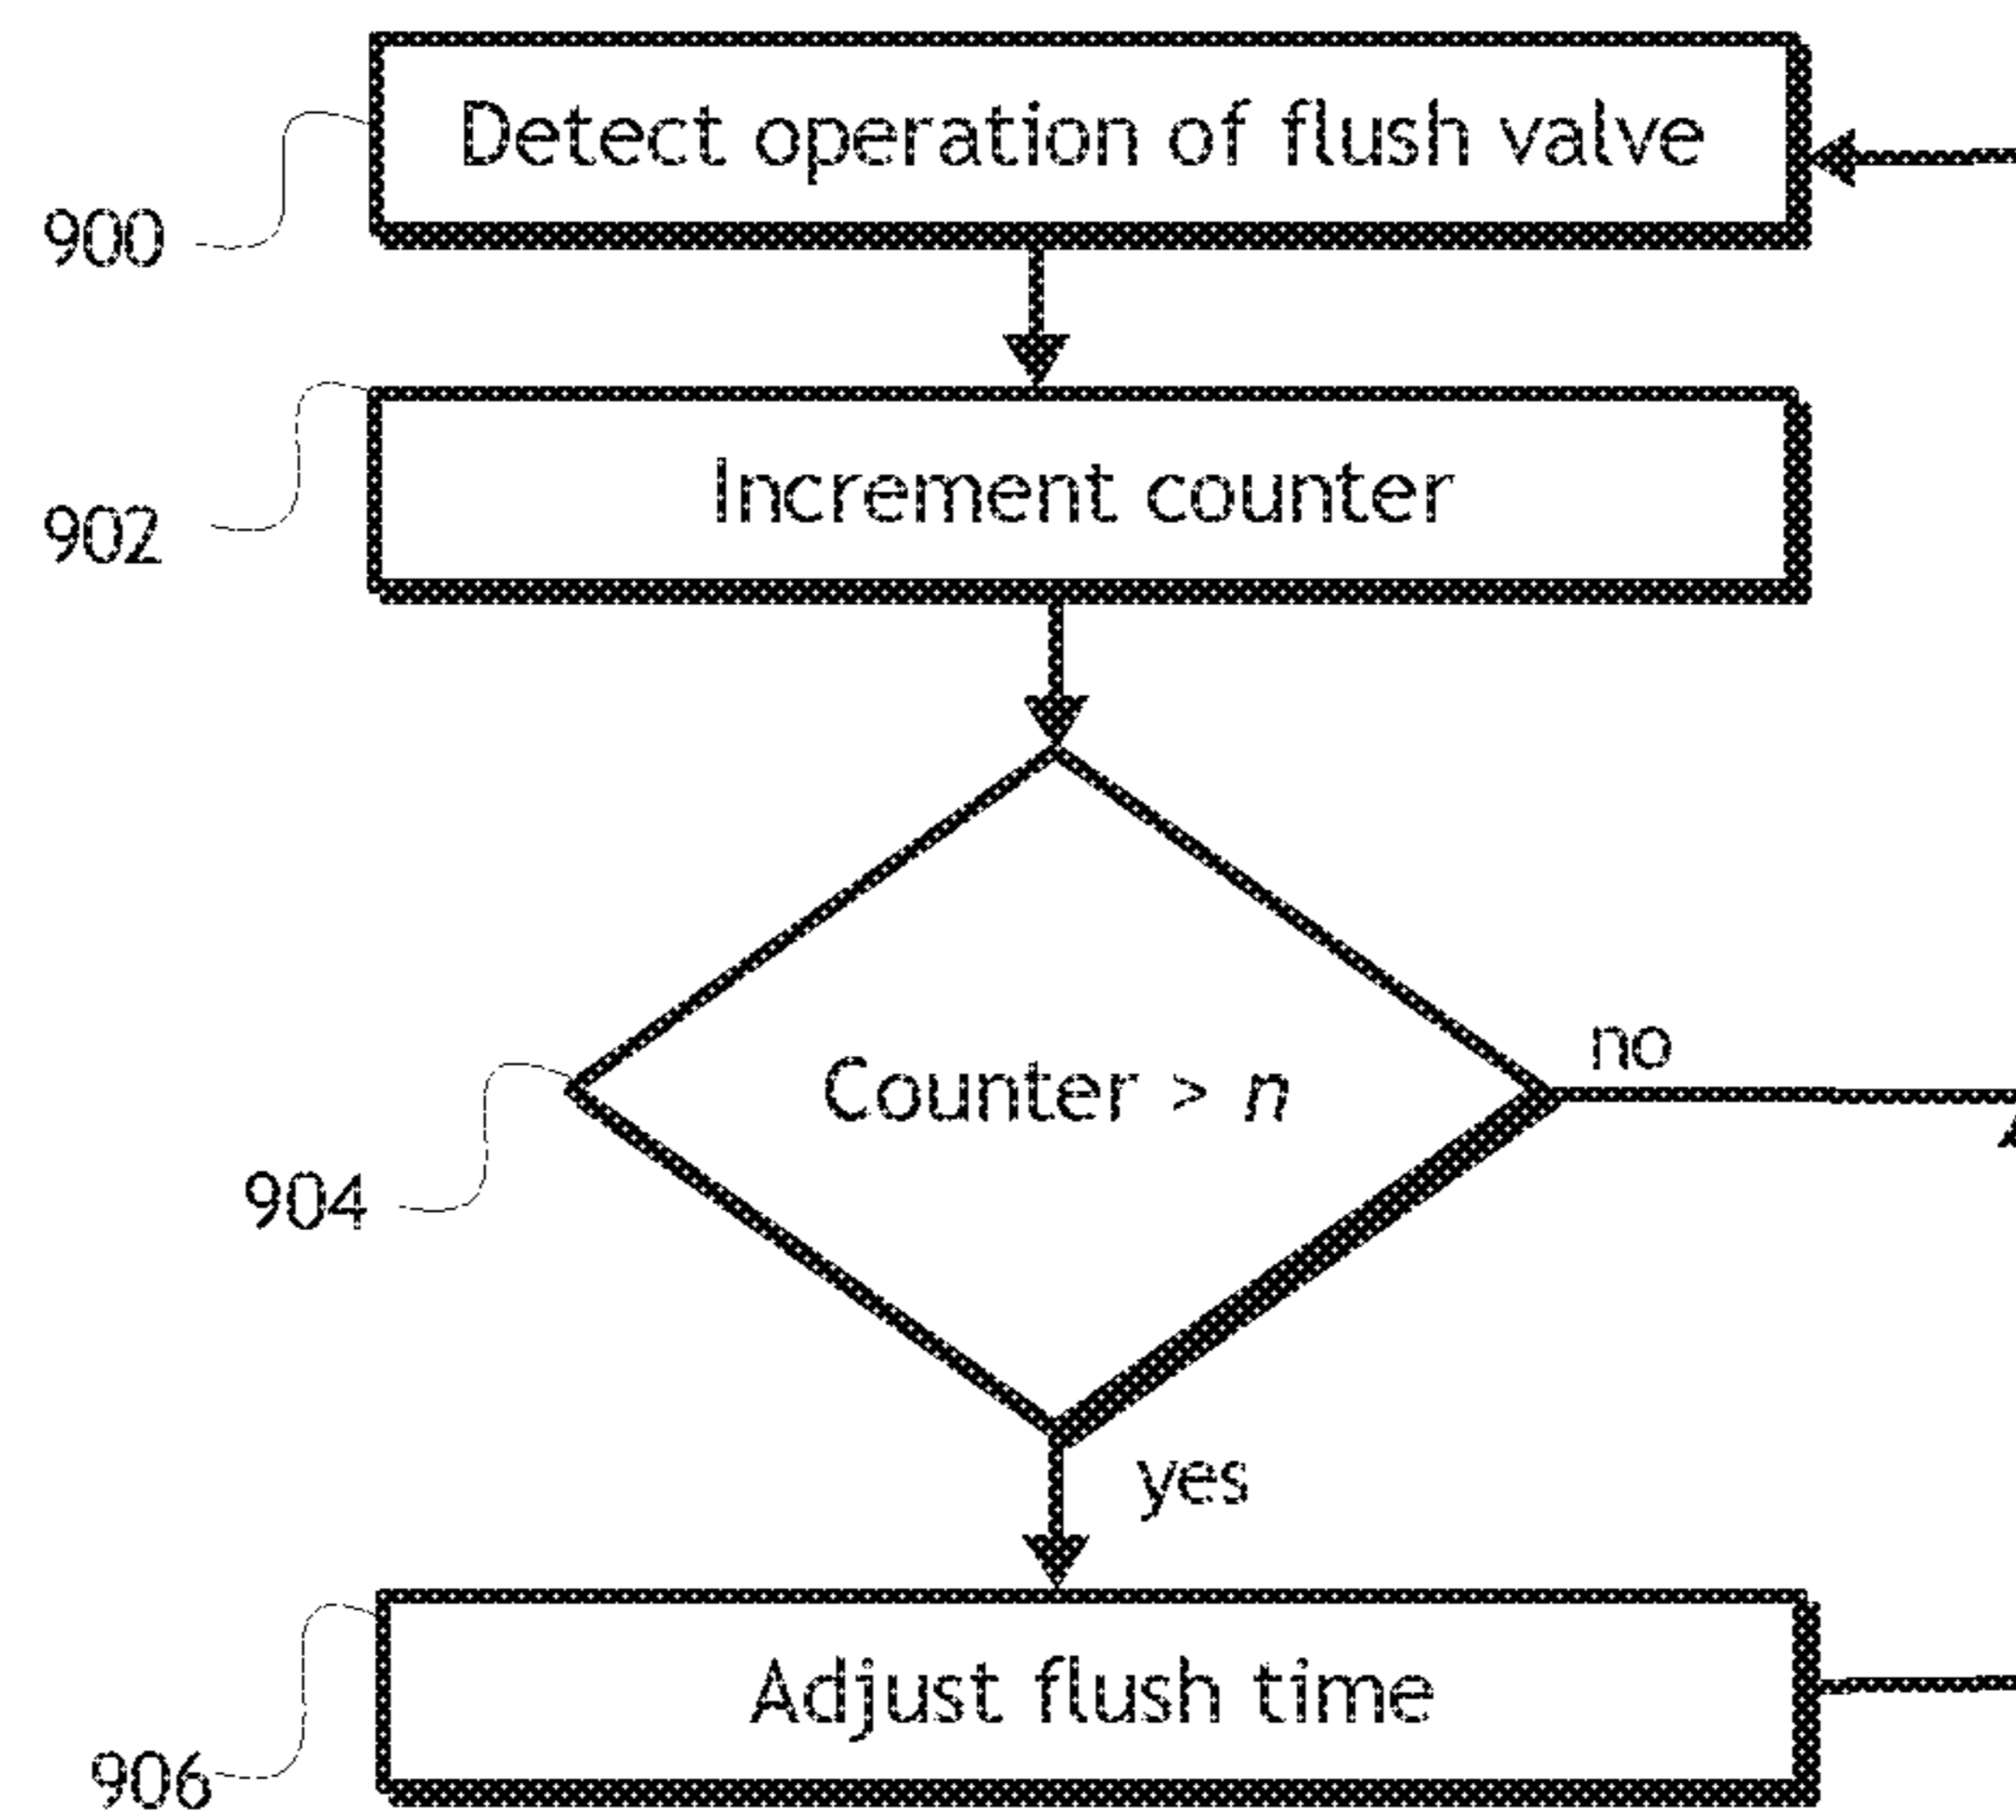 Detect operation of flush valve
900
Increment counter
902
Counter > n
no
904
yes
Adjust flush time
906